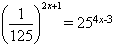 (1/125)^{2x+1} = 25^{4x-3}